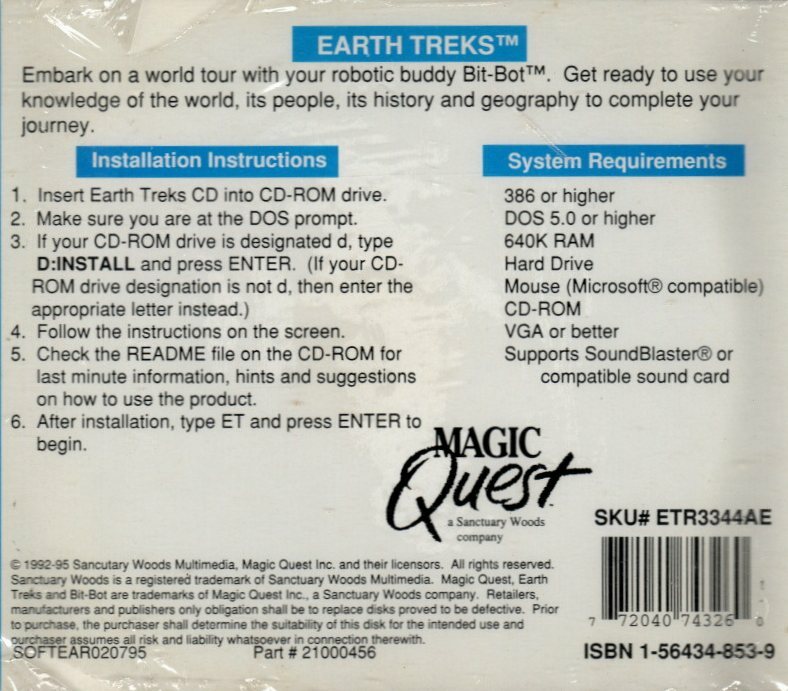 EARTH TREKS™
Embark on a world tour with your robotic buddy Bit-Bot™. Get ready to use your
knowledge of the world, its people, its history and geography to complete your
journey.
Installation Instructions
1. Insert Earth Treks CD into CD-ROM drive.
2. Make sure you are at the DOS prompt.
3. If your CD-ROM drive is designated d, type
D:INSTALL and press ENTER. (If your CD-
ROM drive designation is not d, then enter the
appropriate letter instead.)
4. Follow the instructions on the screen.
5. Check the README file on the CD-ROM for
last minute information, hints and suggestions
on how to use the product.
6. After installation, type ET and press ENTER to
begin.
System Requirements
386 or higher
DOS 5.0 or higher
640K RAM
Hard Drive
Mouse (Microsoft® compatible)
CD-ROM
VGA or better
Supports SoundBlaster® or
compatible sound card
MAGIC
Quest
a Sanctuary Woods
company
SKU# ETR3344AE
7 72040 74326 0
1
ISBN 1-56434-853-9
© 1992-95 Sancutary Woods Multimedia, Magic Quest Inc. and their licensors. All rights reserved.
Sanctuary Woods is a registered trademark of Sanctuary Woods Multimedia. Magic Quest, Earth
Treks and Bit-Bot are trademarks of Magic Quest Inc., a Sanctuary Woods company. Retailers,
manufacturers and publishers only obligation shall be to replace disks proved to be defective. Prior
to purchase, the purchaser shall determine the suitability of this disk for the intended use and
purchaser assumes all risk and liability whatsoever in connection therewith.
SOFTEAR020795 Part # 21000456